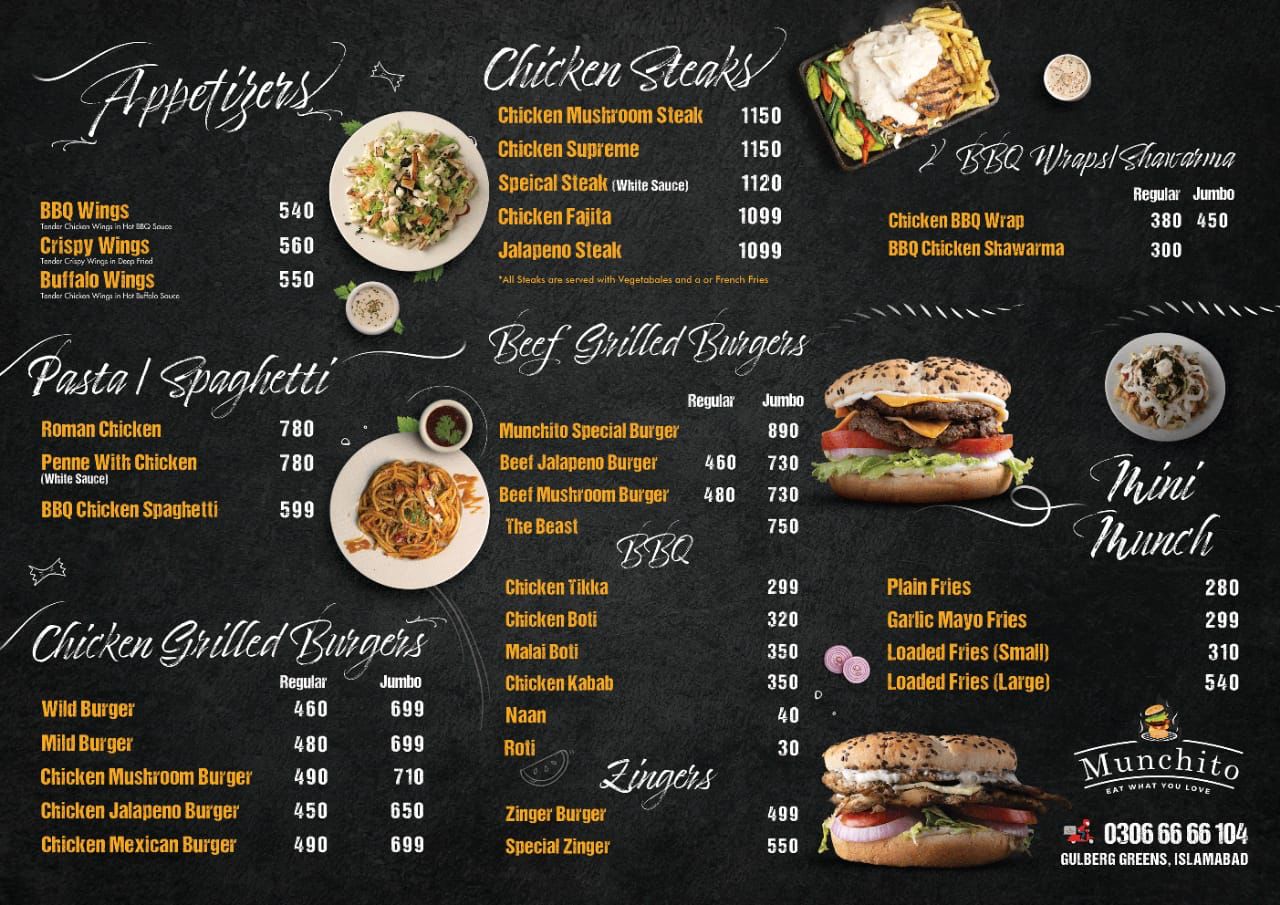 Appetizers
BBQ Wings 540
Tender Chicken Wings in Hot BBQ Sauce
Crispy Wings 560
Tender Crispy Wings in Deep Fried
Buffalo Wings 550
Tender Chicken Wings in Hot Buffalo Sauce
Pasta | Spaghetti
Roman Chicken 780
Penne With Chicken 780
(White Sauce)
BBQ Chicken Spaghetti 599
Chicken Grilled Burgers
Regular Jumbo
Wild Burger 460 699
Mild Burger 480 699
Chicken Mushroom Burger 490 710
Chicken Jalapeno Burger 450 650
Chicken Mexican Burger 490 699
Chicken Steaks
Chicken Mushroom Steak 1150
Chicken Supreme 1150
Speical Steak (White Sauce) 1120
Chicken Fajita 1099
Jalapeno Steak 1099
*All Steaks are served with Vegetabales and a or French Fries
Beef Grilled Burgers
Regular Jumbo
Munchito Special Burger 890
Beef Jalapeno Burger 460 730
Beef Mushroom Burger 480 730
The Beast 750
BBQ
Chicken Tikka 299
Chicken Boti 320
Malai Boti 350
Chicken Kabab 350
Naan 40
Roti 30
Zingers
Zinger Burger 499
Special Zinger 550
BBQ Wraps/Shawarma
Regular Jumbo
Chicken BBQ Wrap 380 450
BBQ Chicken Shawarma 300
Mini
Munch
Plain Fries 280
Garlic Mayo Fries 299
Loaded Fries (Small) 310
Loaded Fries (Large) 540
Munchito
EAT WHAT YOU LOVE
0306 66 66 104
GULBERG GREENS, ISLAMABAD